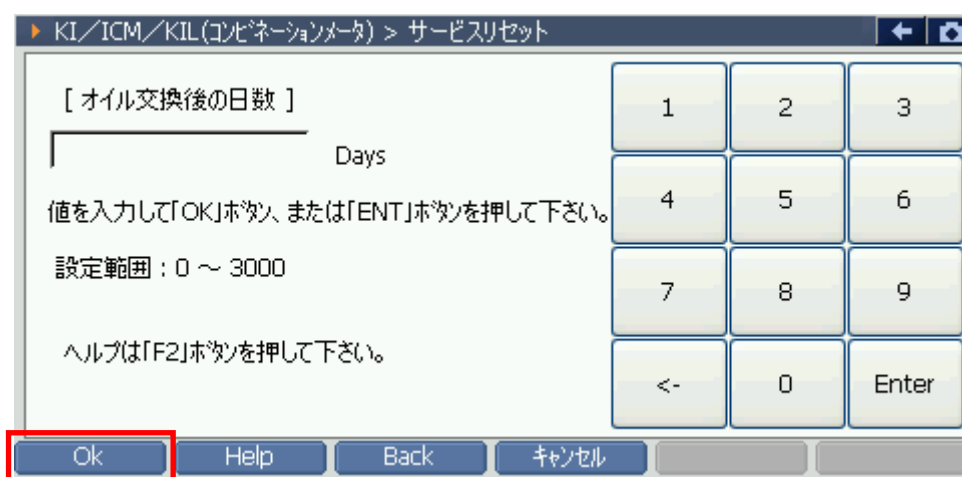 KI/ICM/KIL(コンビネーションメータ) > サービスリセット
[ オイル交換後の日数 ]
Days
値を入力して「OK」ボタン、または「ENT」ボタンを押して下さい。
設定範囲：0 ～ 3000
ヘルプは「F2」ボタンを押して下さい。
1 2 3
4 5 6
7 8 9
<- 0 Enter
Ok Help Back キャンセル